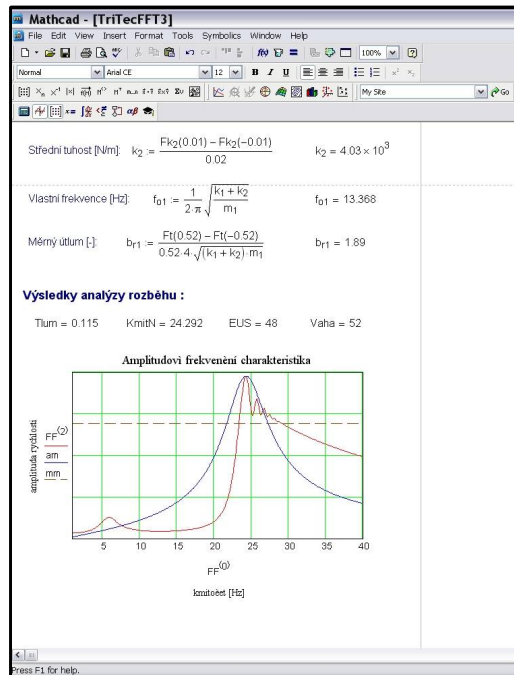 Mathcad - [TriTecFFT3]
File Edit View Insert Format Tools Symbolics Window Help
100%
Normal Arial CE 12 B I U
My Site Go
Střední tuhost [N/m]: k₂ := (Fk₂(0.01) − Fk₂(−0.01)) / 0.02 k₂ = 4.03 × 10³
Vlastní frekvence [Hz]: f₀₁ := 1 / (2·π) √((k₁ + k₂) / m₁) f₀₁ = 13.368
Měrný útlum [-]: bᵣ₁ := (Ft(0.52) − Ft(−0.52)) / (0.52·4·√((k₁ + k₂)·m₁)) bᵣ₁ = 1.89
Výsledky analýzy rozběhu :
Tlum = 0.115 KmitN = 24.292 EUS = 48 Vaha = 52
Amplitudovì frekvenèní charakteristika
amplituda rychlosti
FF⁽²⁾
am
mm
5 10 15 20 25 30 35 40
FF⁽⁰⁾
kmitoèet [Hz]
Press F1 for help.